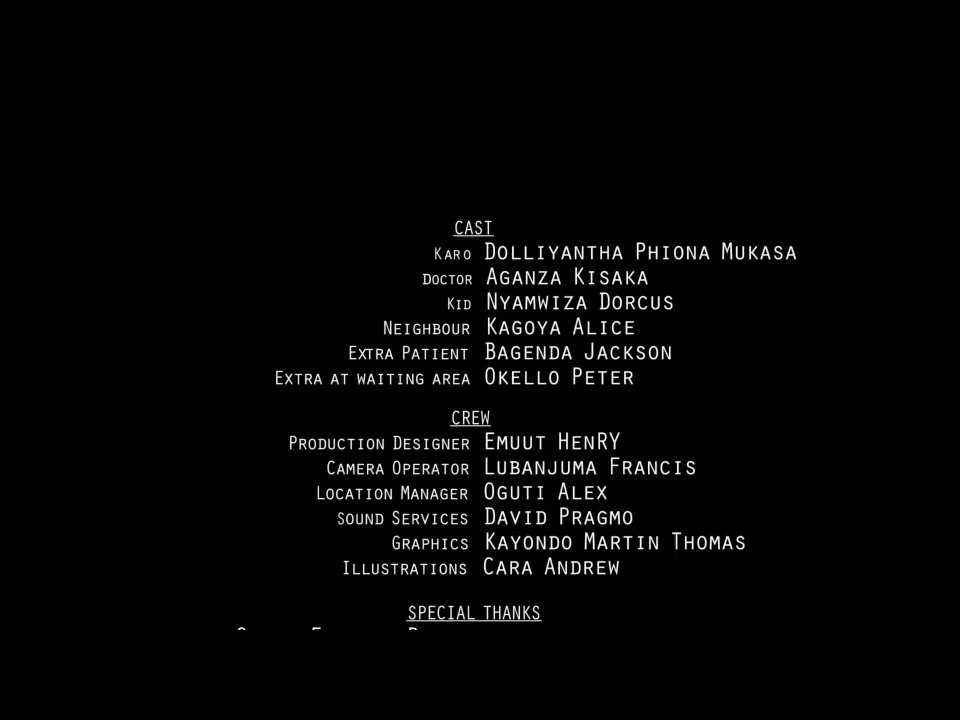 CAST
Karo Dolliyantha Phiona Mukasa
Doctor Aganza Kisaka
Kid Nyamwiza Dorcus
Neighbour Kagoya Alice
Extra Patient Bagenda Jackson
Extra at waiting area Okello Peter
CREW
Production Designer Emuut HenRY
Camera Operator Lubanjuma Francis
Location Manager Oguti Alex
sound Services David Pragmo
Graphics Kayondo Martin Thomas
Illustrations Cara Andrew
SPECIAL THANKS